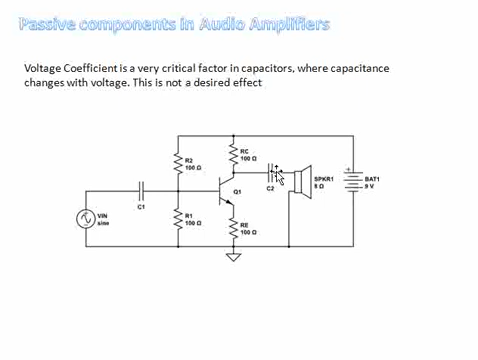 Passive components in Audio Amplifiers
Voltage Coefficient is a very critical factor in capacitors, where capacitance
changes with voltage. This is not a desired effect
R2
100 Ω
RC
100 Ω
C1
Q1
C2
SPKR1
8 Ω
BAT1
9 V
VIN
sine
R1
100 Ω
RE
100 Ω